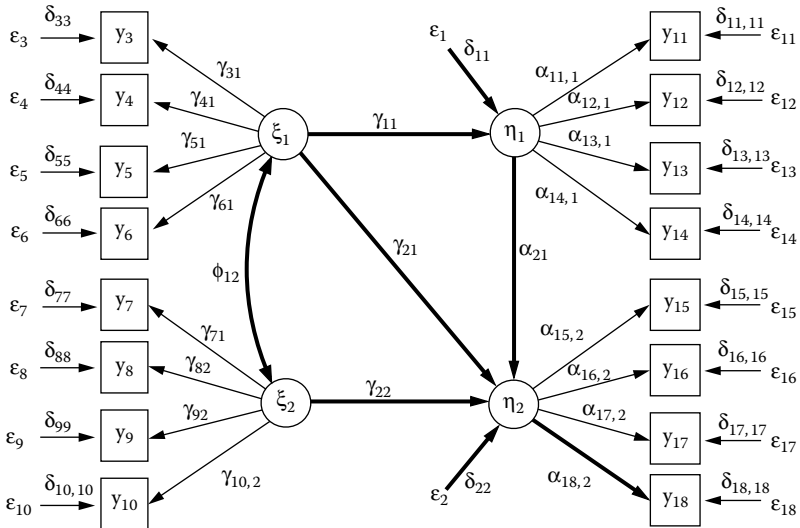 ε3 δ33 y3
ε4 δ44 y4
ε5 δ55 y5
ε6 δ66 y6
ε7 δ77 y7
ε8 δ88 y8
ε9 δ99 y9
ε10 δ10, 10 y10
γ31
γ41
γ51
γ61
ξ1
ϕ12
γ71
γ82
γ92
γ10, 2
ξ2
γ11
γ21
γ22
ε1 δ11
η1
α21
η2
ε2 δ22
α11, 1
α12, 1
α13, 1
α14, 1
α15, 2
α16, 2
α17, 2
α18, 2
y11 δ11, 11 ε11
y12 δ12, 12 ε12
y13 δ13, 13 ε13
y14 δ14, 14 ε14
y15 δ15, 15 ε15
y16 δ16, 16 ε16
y17 δ17, 17 ε17
y18 δ18, 18 ε18